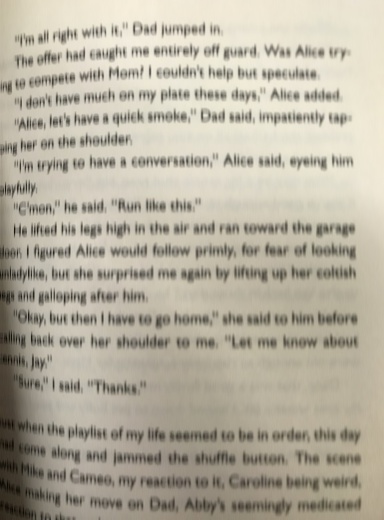 "I'm all right with it," Dad jumped in.
The offer had caught me entirely off guard. Was Alice try-
ing to compete with Mom? I couldn't help but speculate.
"I don't have much on my plate these days," Alice added.
"Alice, let's have a quick smoke," Dad said, impatiently tap-
ping her on the shoulder.
"I'm trying to have a conversation," Alice said, eyeing him
playfully.
"C'mon," he said. "Run like this."
He lifted his legs high in the air and ran toward the garage
door. I figured Alice would follow primly, for fear of looking
unladylike, but she surprised me again by lifting up her coltish
legs and galloping after him.
"Okay, but then I have to go home," she said to him before
calling back over her shoulder to me. "Let me know about
tennis, Jay."
"Sure," I said. "Thanks."
Just when the playlist of my life seemed to be in order, this day
had come along and jammed the shuffle button. The scene
with Mike and Cameo, my reaction to it, Caroline being weird,
Alice making her move on Dad, Abby's seemingly medicated
reaction to